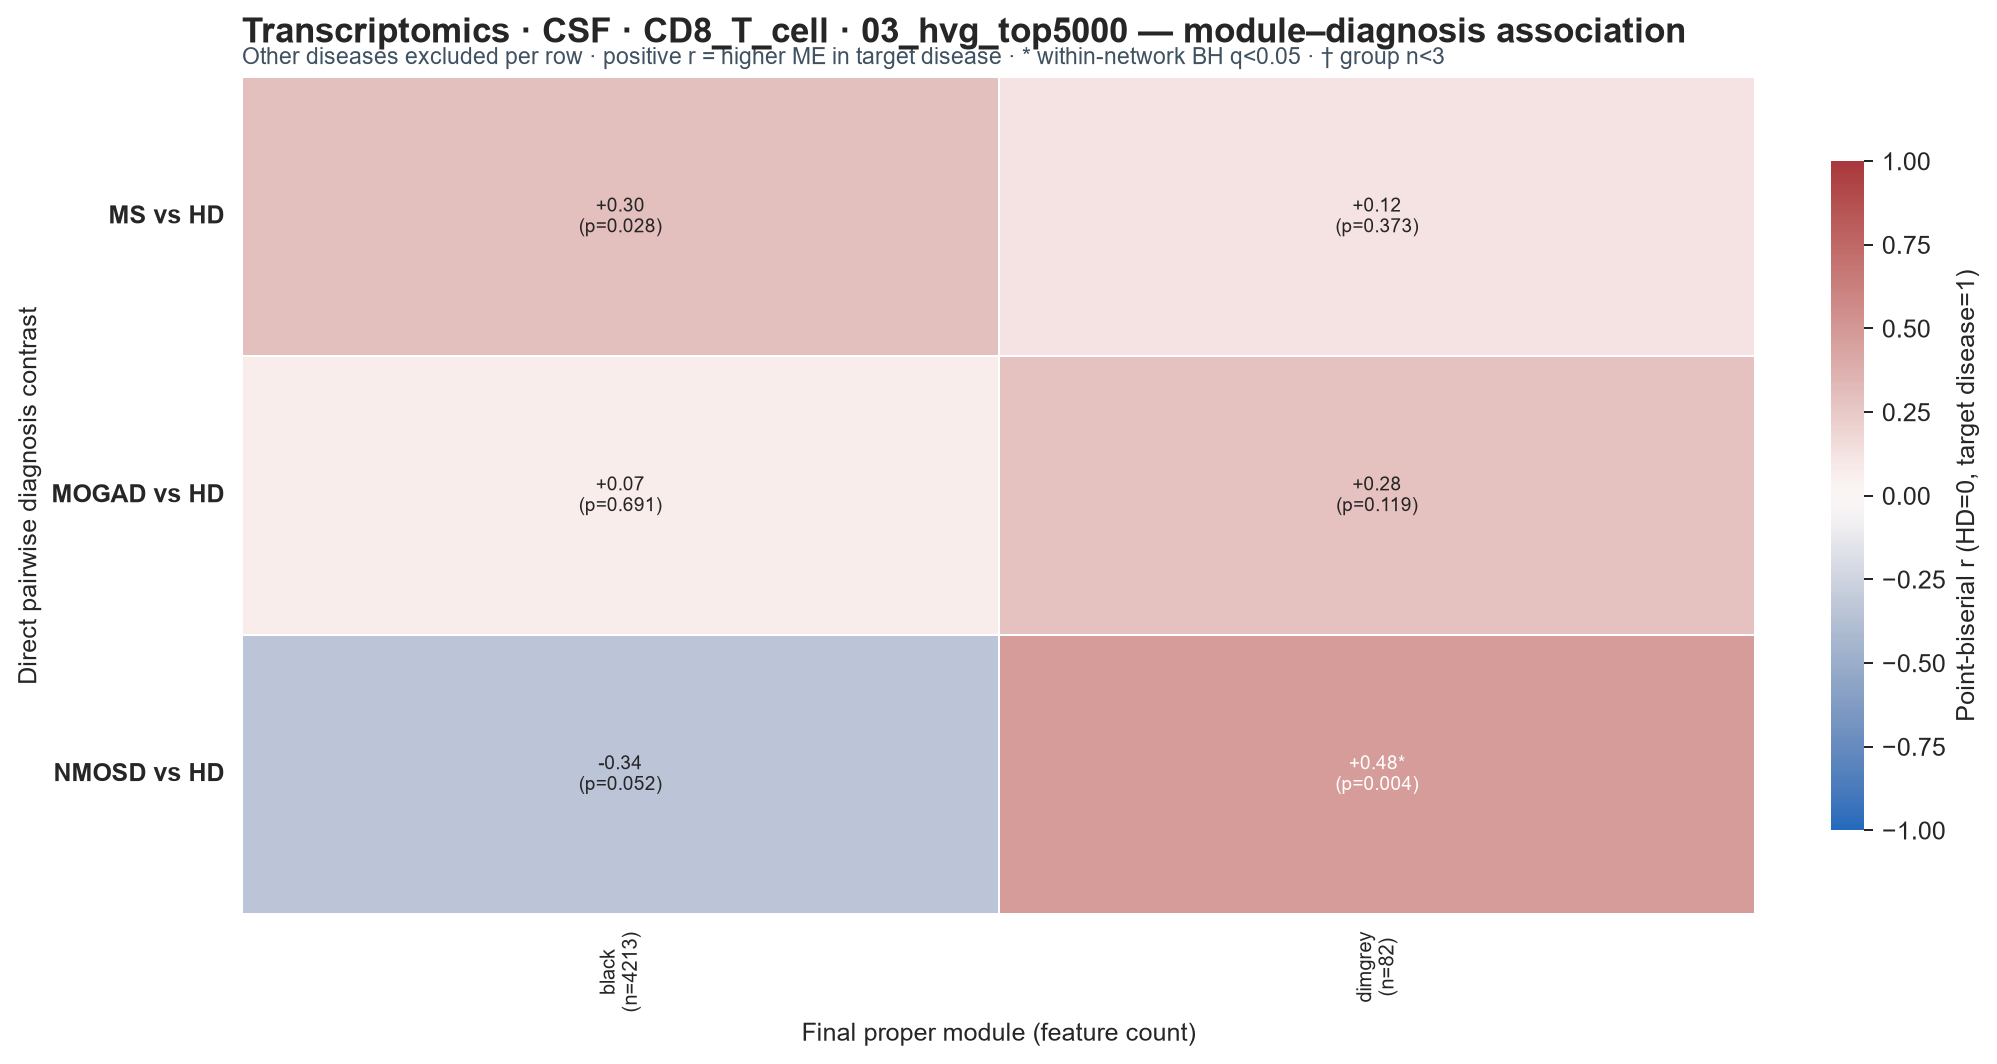 Transcriptomics · CSF · CD8_T_cell · 03_hvg_top5000 — module–diagnosis association
Other diseases excluded per row · positive r = higher ME in target disease · * within-network BH q<0.05 · † group n<3
Direct pairwise diagnosis contrast
MS vs HD
+0.30
(p=0.028)
+0.12
(p=0.373)
MOGAD vs HD
+0.07
(p=0.691)
+0.28
(p=0.119)
NMOSD vs HD
-0.34
(p=0.052)
+0.48*
(p=0.004)
black
(n=4213)
dimgrey
(n=82)
Final proper module (feature count)
1.00
0.75
0.50
0.25
0.00
−0.25
−0.50
−0.75
−1.00
Point-biserial r (HD=0, target disease=1)